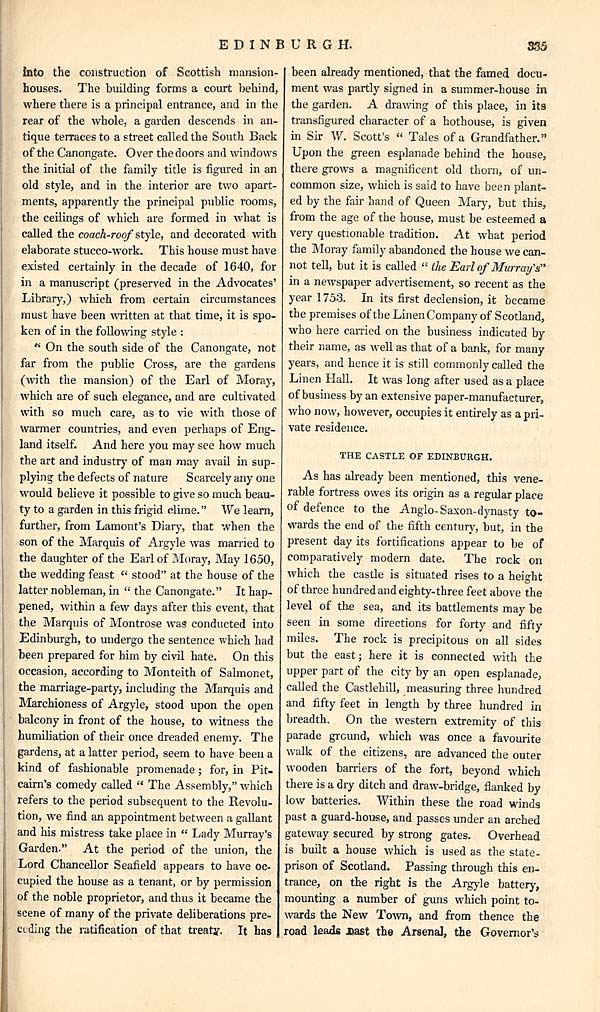 EDINBURGH.
335
into the construction of Scottish mansion-
houses. The building forms a court behind,
where there is a principal entrance, and in the
rear of the whole, a garden descends in an-
tique terraces to a street called the South Back
of the Canongate. Over the doors and windows
the initial of the family title is figured in an
old style, and in the interior are two apart-
ments, apparently the principal public rooms,
the ceilings of which are formed in what is
called the coach-roof style, and decorated with
elaborate stucco-work. This house must have
existed certainly in the decade of 1640, for
in a manuscript (preserved in the Advocates'
Library,) which from certain circumstances
must have been written at that time, it is spo-
ken of in the following style :
“ On the south side of the Canongate, not
far from the public Cross, are the gardens
(with the mansion) of the Earl of Moray,
which are of such elegance, and are cultivated
with so much care, as to vie with those of
warmer countries, and even perhaps of Eng-
land itself. And here you may see how much
the art and industry of man may avail in sup-
plying the defects of nature Scarcely any one
would believe it possible to give so much beau-
ty to a garden in this frigid clime.” We learn,
further, from Lamont's Diary, that when the
son of the Marquis of Argyle was married to
the daughter of the Earl of Moray, May 1650,
the wedding feast “ stood” at the house of the
latter nobleman, in “ the Canongate.” It hap-
pened, within a few days after this event, that
the Marquis of Montrose was conducted into
Edinburgh, to undergo the sentence which had
been prepared for him by civil hate. On this
occasion, according to Monteith of Salmonet,
the marriage-party, including the Marquis and
Marchioness of Argyle, stood upon the open
balcony in front of the house, to witness the
humiliation of their once dreaded enemy. The
gardens, at a latter period, seem to have been a
kind of fashionable promenade ; for, in Pit-
cairn's comedy called “ The Assembly,” which
refers to the period subsequent to the Revolu-
tion, we find an appointment between a gallant
and his mistress take place in “ Lady Murray's
Garden.” At the period of the union, the
Lord Chancellor Seafield appears to have oc-
cupied the house as a tenant, or by permission
of the noble proprietor, and thus it became the
scene of many of the private deliberations pre-
ceding the ratification of that treaty. It has
been already mentioned, that the famed docu-
ment was partly signed in a summer-house in
the garden. A drawing of this place, in its
transfigured character of a hothouse, is given
in Sir W. Scott's “ Tales of a Grandfather.”
Upon the green esplanade behind the house,
there grows a magnificent old thorn, of un-
common size, which is said to have been plant-
ed by the fair hand of Queen Mary, but this,
from the age of the house, must be esteemed a
very questionable tradition. At what period
the Moray family abandoned the house we can-
not tell, but it is called “ the Earl of Murray's”
in a newspaper advertisement, so recent as the
year 1753. In its first declension, it became
the premises of the Linen Company of Scotland,
who here carried on the business indicated by
their name, as well as that of a bank, for many
years, and hence it is still commonly called the
Linen Hall. It was long after used as a place
of business by an extensive paper-manufacturer,
who now, however, occupies it entirely as a pri-
vate residence.
THE CASTLE OF EDINBURGH.
As has already been mentioned, this vene-
rable fortress owes its origin as a regular place
of defence to the Anglo-Saxon-dynasty to-
wards the end of the fifth century, but, in the
present day its fortifications appear to be of
comparatively modern date. The rock on
which the castle is situated rises to a height
of three hundred and eighty-three feet above the
level of the sea, and its battlements may be
seen in some directions for forty and fifty
miles. The rock is precipitous on all sides
but the east ; here it is connected with the
upper part of the city by an open esplanade,
called the Castlehill, measuring three hundred
and fifty feet in length by three hundred in
breadth. On the western extremity of this
parade ground, which was once a favourite
walk of the citizens, are advanced the outer
wooden barriers of the fort, beyond which
there is a dry ditch and draw-bridge, flanked by
low batteries. Within these the road winds
past a guard-house, and passes under an arched
gateway secured by strong gates. Overhead
is built a house which is used as the state-
prison of Scotland. Passing through this en-
trance, on the right is the Argyle battery,
mounting a number of guns which point to-
wards the New Town, and from thence the
road leads past the Arsenal, the Governor's